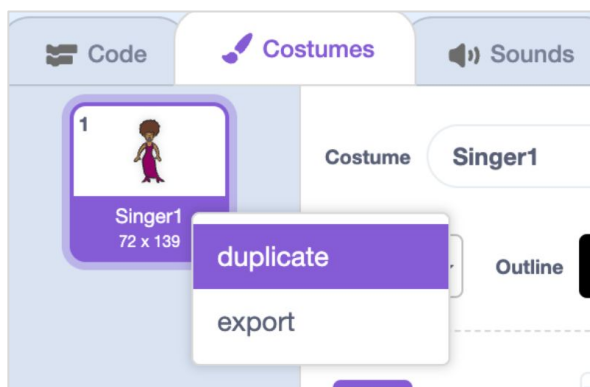 Code
Costumes
Sounds
1
Costume
Singer1
Singer1
72 x 139
duplicate
Outline
export